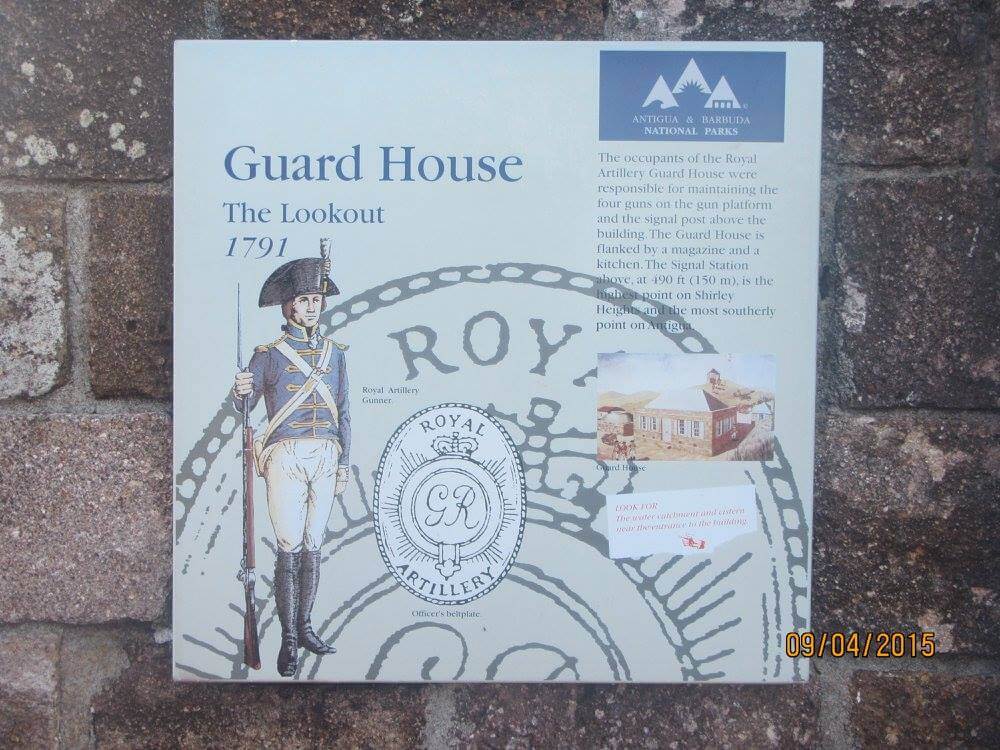 ANTIGUA & BARBUDA
NATIONAL PARKS
Guard House
The Lookout
1791
The occupants of the Royal
Artillery Guard House were
responsible for maintaining the
four guns on the gun platform
and the signal post above the
building. The Guard House is
flanked by a magazine and a
kitchen. The Signal Station
above, at 490 ft (150 m), is the
highest point on Shirley
Heights and the most southerly
point on Antigua.
ROY
Royal Artillery
Gunner.
ROYAL
GR
ARTILLERY
Officer's beltplate.
Guard House
LOOK FOR
The water catchment and cistern
near the entrance to the building.
09/04/2015